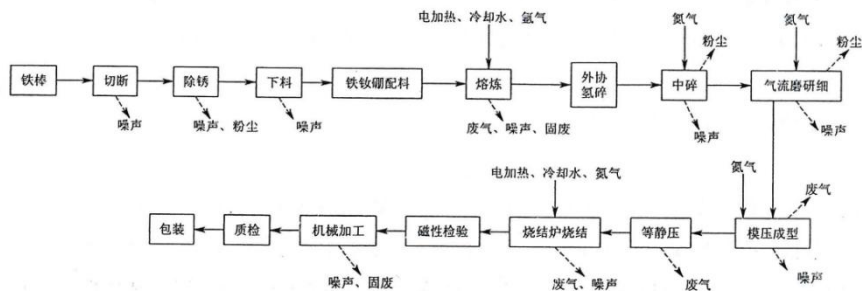 电加热、冷却水、氩气
氮气
粉尘
氮气
粉尘
铁棒
切断
除锈
下料
铁钕硼配料
熔炼
外协
氢碎
中碎
气流磨研细
噪声
噪声、粉尘
噪声
废气、噪声、固废
噪声
噪声
电加热、冷却水、氮气
氮气
废气
包装
质检
机械加工
磁性检验
烧结炉烧结
等静压
模压成型
噪声、固废
废气、噪声
废气
噪声